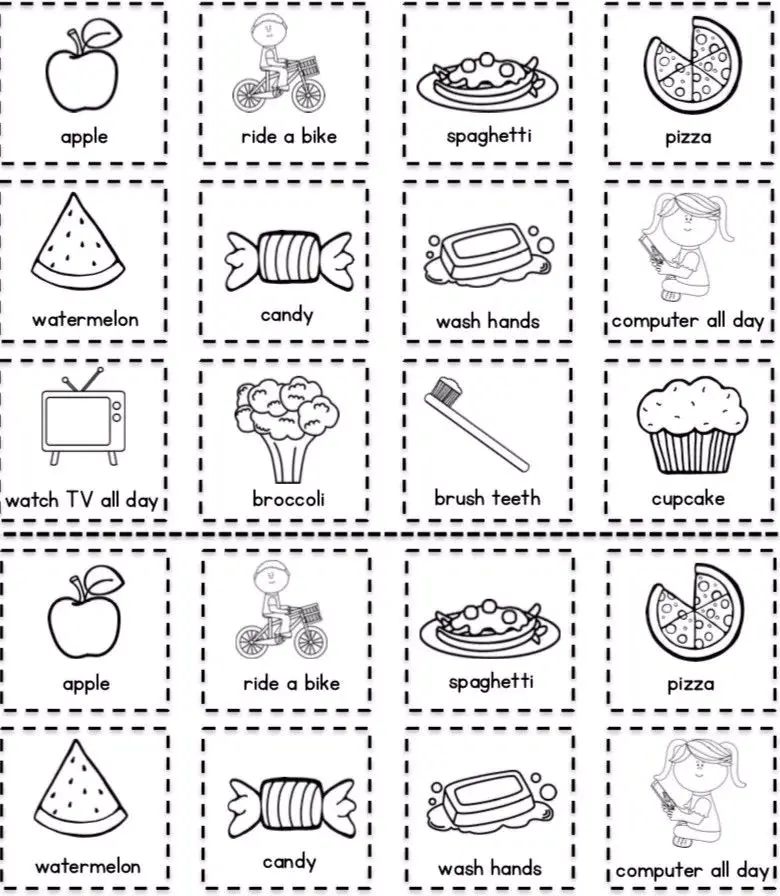 apple
ride a bike
spaghetti
pizza
watermelon
candy
wash hands
computer all day
watch TV all day
broccoli
brush teeth
cupcake
apple
ride a bike
spaghetti
pizza
watermelon
candy
wash hands
computer all day